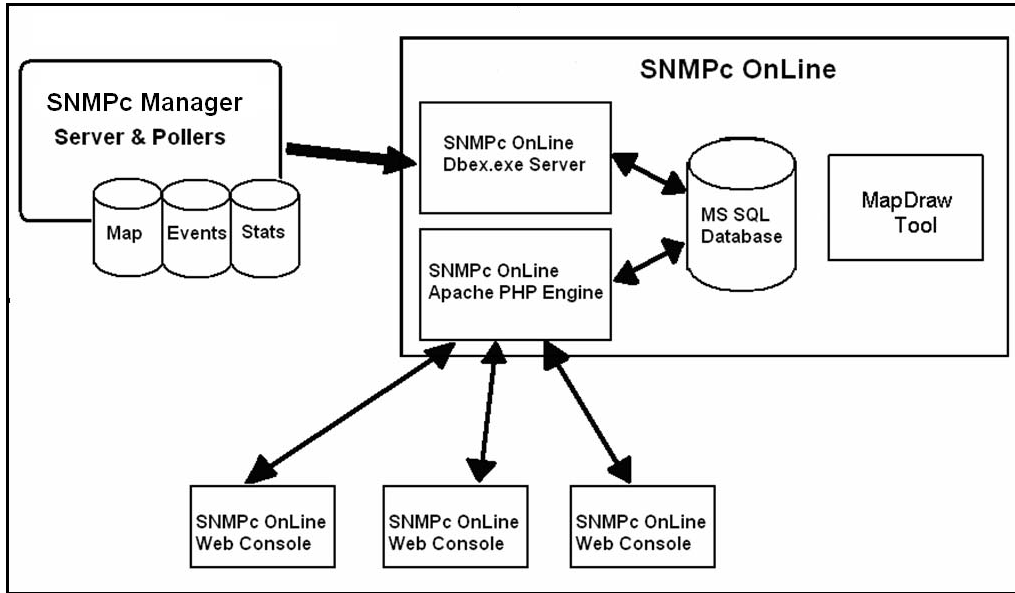 SNMPc Manager
Server & Pollers
Map
Events
Stats
SNMPc OnLine
SNMPc OnLine
Dbex.exe Server
SNMPc OnLine
Apache PHP Engine
MS SQL
Database
MapDraw
Tool
SNMPc OnLine
Web Console
SNMPc OnLine
Web Console
SNMPc OnLine
Web Console